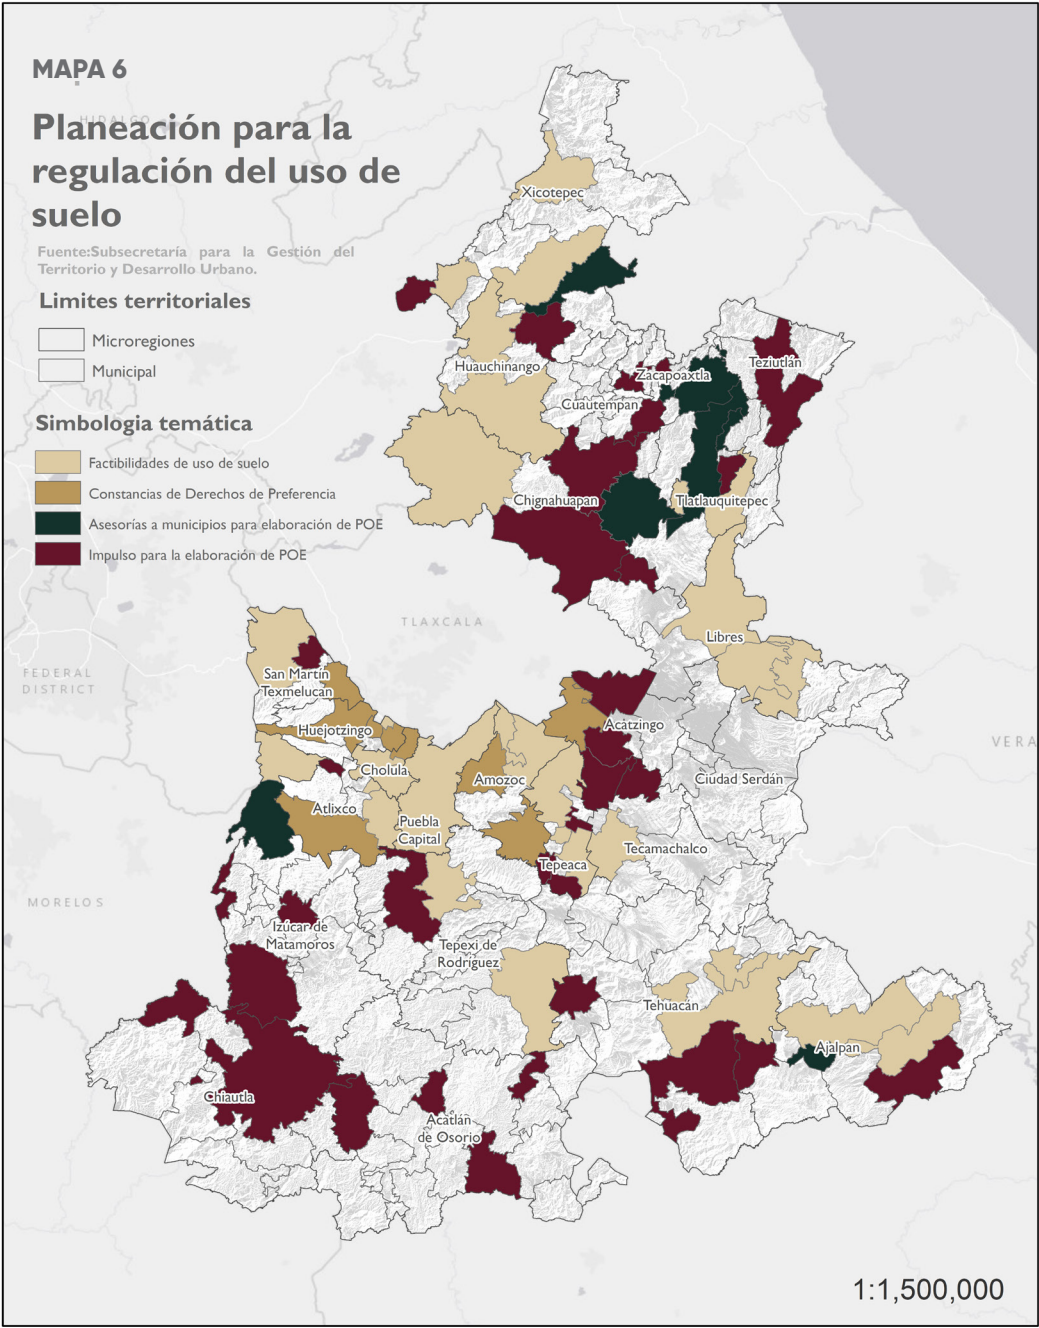 MAPA 6
HIDALGO
Planeación para la
regulación del uso de
suelo
Fuente:Subsecretaría para la Gestión del
Territorio y Desarrollo Urbano.
Limites territoriales
Microregiones
Municipal
Simbologia temática
Factibilidades de uso de suelo
Constancias de Derechos de Preferencia
Asesorías a municipios para elaboración de POE
Impulso para la elaboración de POE
Xicotepec
Huauchinango
Teziutlán
Zacapoaxtla
Cuautempan
Chignahuapan
Tlatlauquitepec
TLAXCALA
Libres
FEDERAL
DISTRICT
San Martín
Texmelucan
Huejotzingo
Acatzingo
VERA
Cholula
Amozoc
Ciudad Serdán
Atlixco
Puebla
Capital
Tecamachalco
Tepeaca
MORELOS
Izúcar de
Matamoros
Tepexi de
Rodríguez
Tehuacán
Ajalpan
Chiautla
Acatlán
de Osorio
1:1,500,000